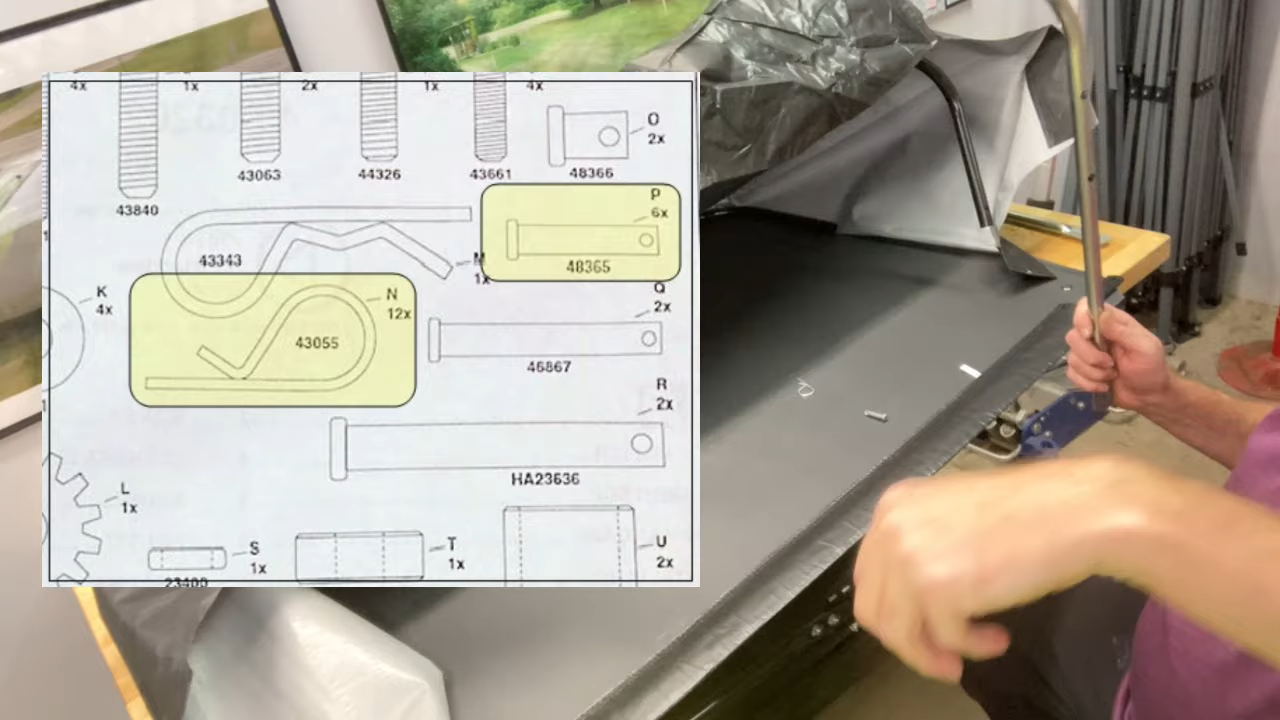 4x
1x
2x
1x
4x
O
2x
43063
44326
43661
48366
43840
P
6x
48365
43343
M
1x
K
4x
N
12x
43055
Q
2x
46867
R
2x
HA23636
L
1x
S
1x
T
1x
U
2x
23400